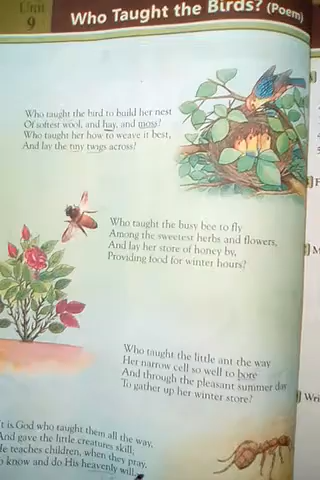 Unit
9
Who Taught the Birds? (Poem)
Who taught the bird to build her nest
Of softest wool, and hay, and moss?
Who taught her how to weave it best,
And lay the tiny twigs across?
Who taught the busy bee to fly
Among the sweetest herbs and flowers,
And lay her store of honey by,
Providing food for winter hours?
Who taught the little ant the way
Her narrow cell so well to bore
And through the pleasant summer day
To gather up her winter store?
't is God who taught them all the way,
And gave the little creatures skill,
He teaches children, when they pray,
To know and do His heavenly will.